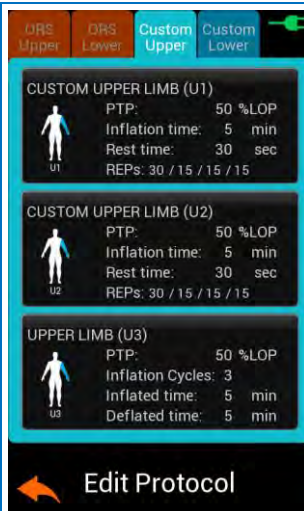 ORS Upper
ORS Lower
Custom Upper
Custom Lower
CUSTOM UPPER LIMB (U1)
PTP: 50 %LOP
Inflation time: 5 min
Rest time: 30 sec
REPs: 30 / 15 / 15 / 15
U1
CUSTOM UPPER LIMB (U2)
PTP: 50 %LOP
Inflation time: 5 min
Rest time: 30 sec
REPs: 30 / 15 / 15 / 15
U2
UPPER LIMB (U3)
PTP: 50 %LOP
Inflation Cycles: 3
Inflated time: 5 min
Deflated time: 5 min
U3
Edit Protocol